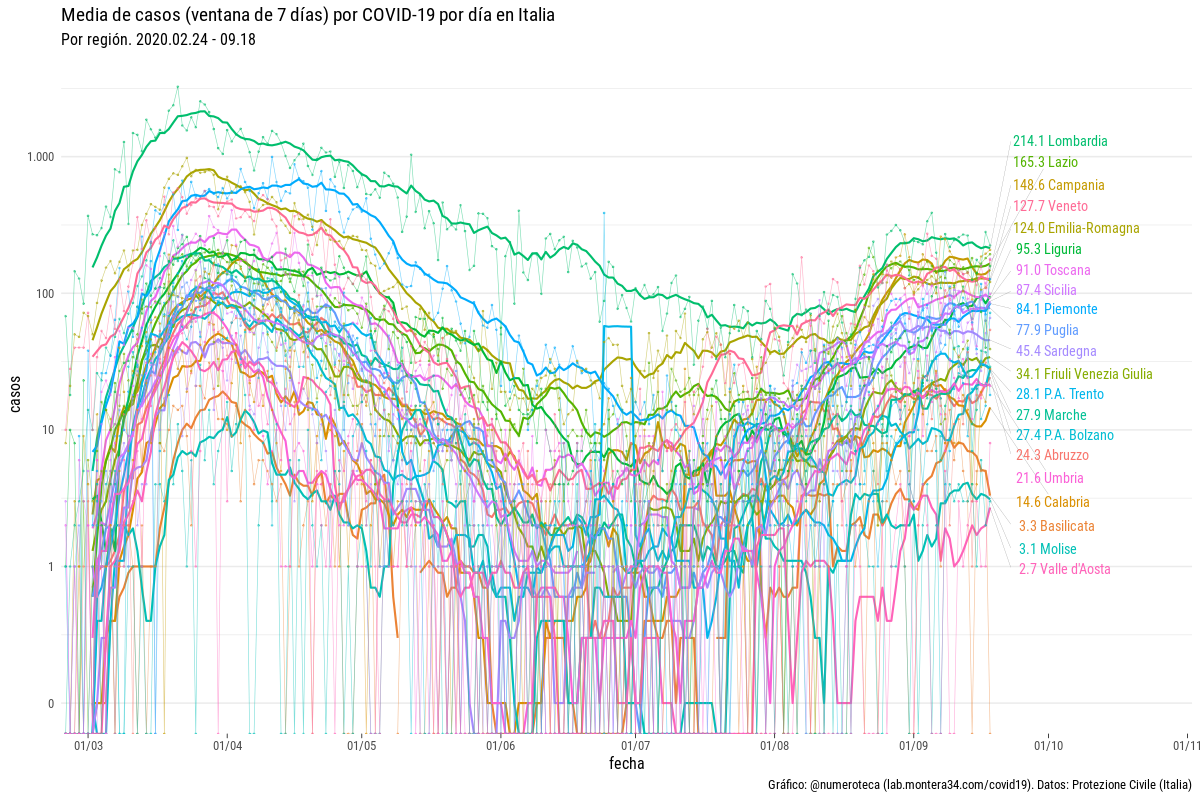 Media de casos (ventana de 7 días) por COVID-19 por día en Italia
Por región. 2020.02.24 - 09.18
casos
1.000
100
10
1
0
214.1 Lombardia
165.3 Lazio
148.6 Campania
127.7 Veneto
124.0 Emilia-Romagna
95.3 Liguria
91.0 Toscana
87.4 Sicilia
84.1 Piemonte
77.9 Puglia
45.4 Sardegna
34.1 Friuli Venezia Giulia
28.1 P.A. Trento
27.9 Marche
27.4 P.A. Bolzano
24.3 Abruzzo
21.6 Umbria
14.6 Calabria
3.3 Basilicata
3.1 Molise
2.7 Valle d'Aosta
01/03 01/04 01/05 01/06 01/07 01/08 01/09 01/10 01/11
fecha
Gráfico: @numeroteca (lab.montera34.com/covid19). Datos: Protezione Civile (Italia)